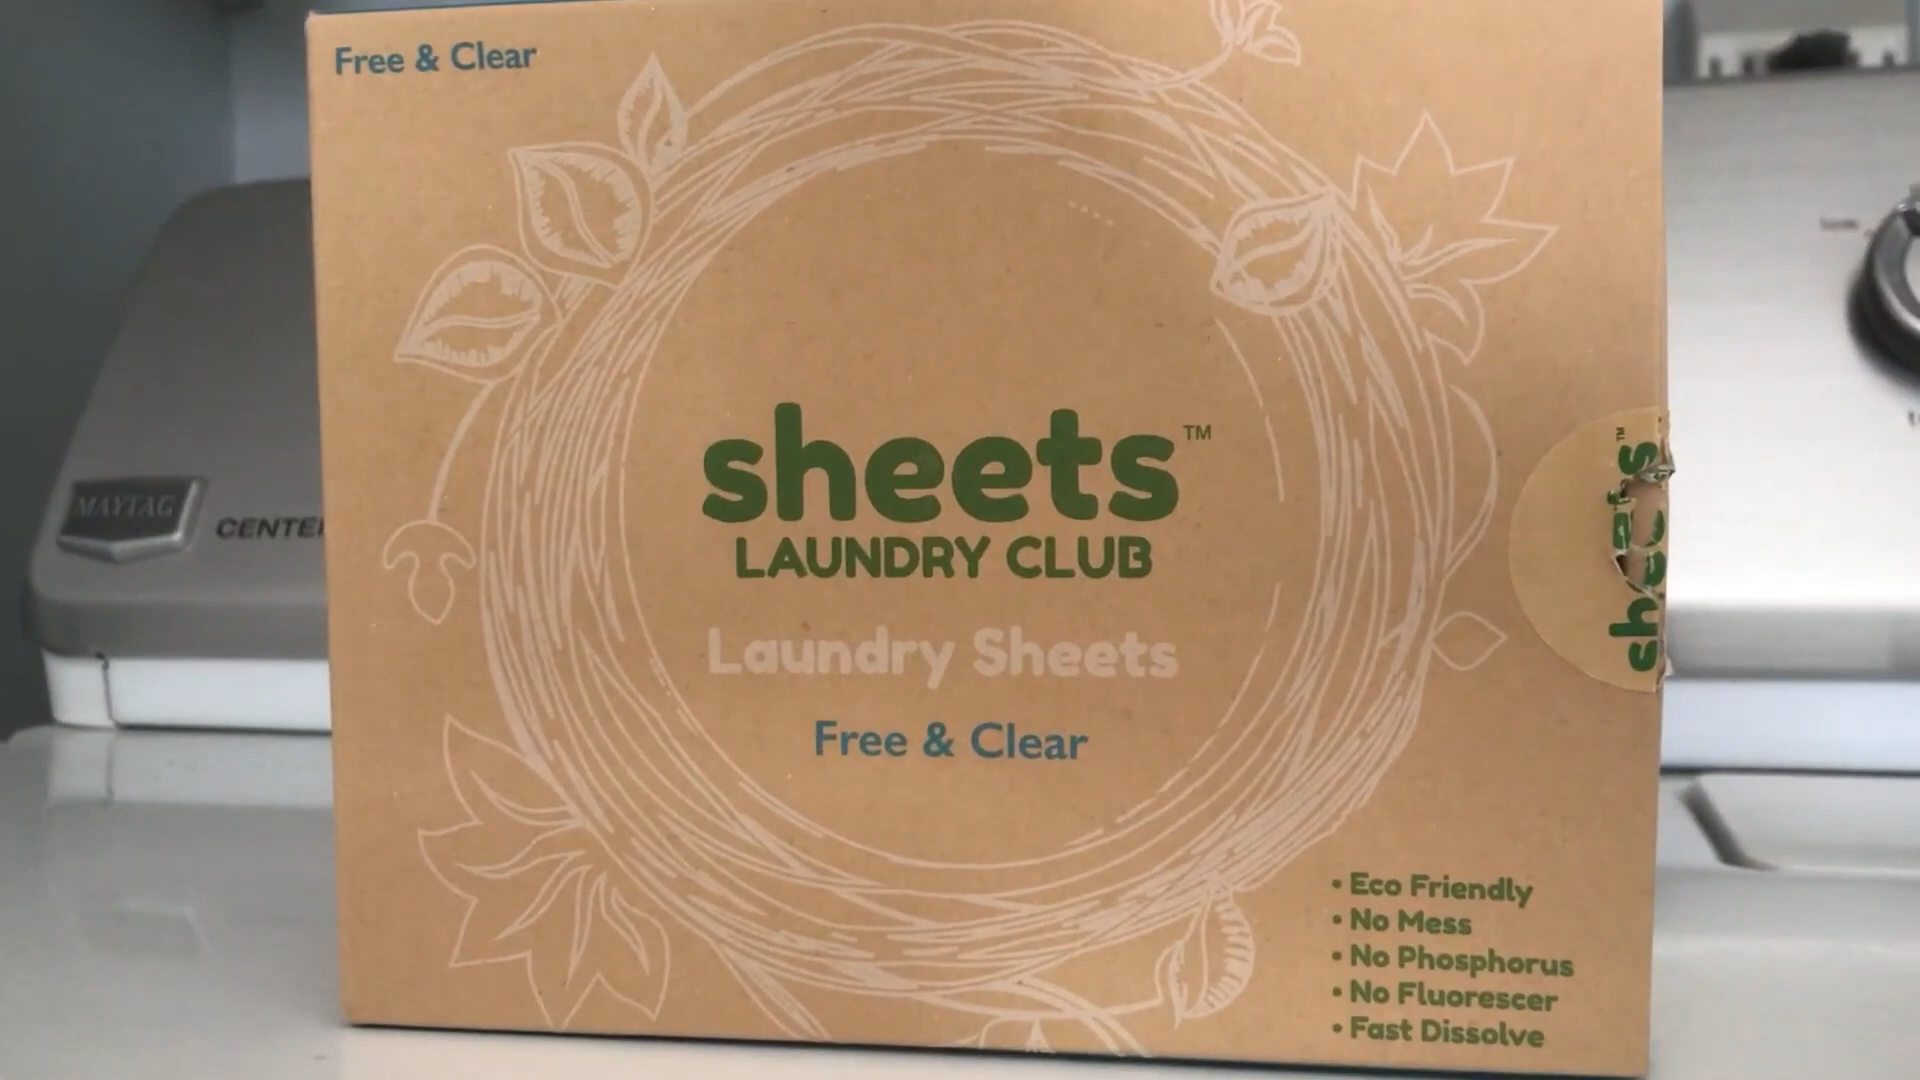 Free & Clear
sheets™
LAUNDRY CLUB
Laundry Sheets
Free & Clear
sheets™
MAYTAG
CENTE
• Eco Friendly
• No Mess
• No Phosphorus
• No Fluorescer
• Fast Dissolve